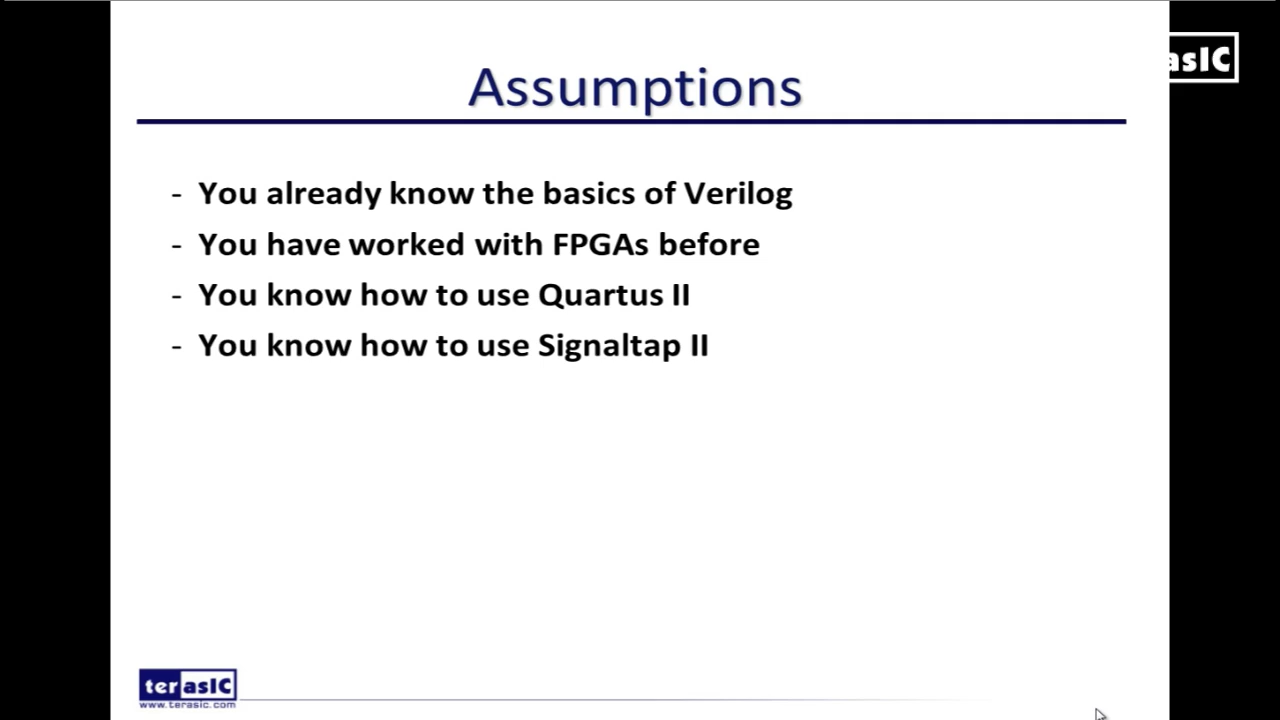 asIC
Assumptions
- You already know the basics of Verilog
- You have worked with FPGAs before
- You know how to use Quartus II
- You know how to use Signaltap II
terasIC
www.terasic.com